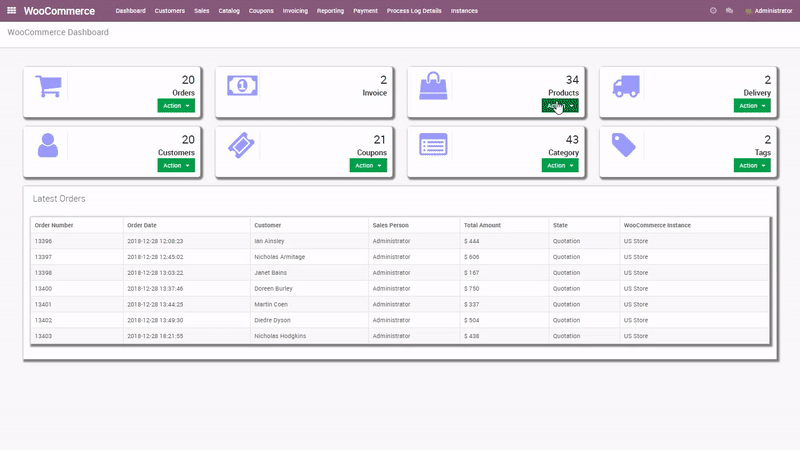 WooCommerce Dashboard Customers Sales Catalog Coupons Invoicing Reporting Payment Process Log Details Instances Administrator
WooCommerce Dashboard
20 2 34 2
Orders Invoice Products Delivery
Action Action Action
20 21 43 2
Customers Coupons Category Tags
Action Action Action Action
Latest Orders
Order Number Order Date Customer Sales Person Total Amount State WooCommerce Instance
13396 2018-12-28 12:08:23 Ian Ainsley Administrator $ 444 Quotation US Store
13397 2018-12-28 12:45:02 Nicholas Armitage Administrator $ 606 Quotation US Store
13398 2018-12-28 13:03:22 Janet Bains Administrator $ 167 Quotation US Store
13400 2018-12-28 13:37:46 Doreen Burley Administrator $ 750 Quotation US Store
13401 2018-12-28 13:44:25 Martin Coen Administrator $ 337 Quotation US Store
13402 2018-12-28 13:49:30 Diedre Dyson Administrator $ 504 Quotation US Store
13403 2018-12-28 18:21:55 Nicholas Hodgkins Administrator $ 438 Quotation US Store